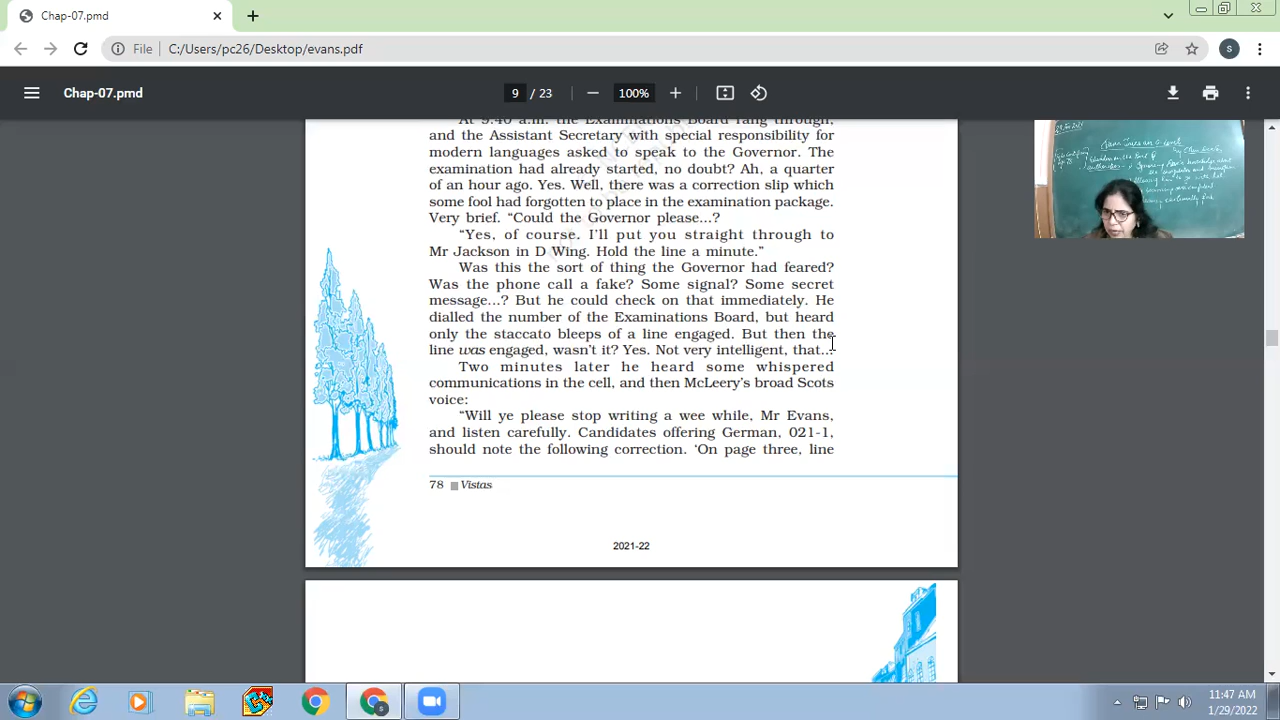 Chap-07.pmd
File
C:/Users/pc26/Desktop/evans.pdf
s
Chap-07.pmd
9 / 23
100%
At 9.40 a.m. the Examinations Board rang through,
and the Assistant Secretary with special responsibility for
modern languages asked to speak to the Governor. The
examination had already started, no doubt? Ah, a quarter
of an hour ago. Yes. Well, there was a correction slip which
some fool had forgotten to place in the examination package.
Very brief. “Could the Governor please...?
“Yes, of course. I’ll put you straight through to
Mr Jackson in D Wing. Hold the line a minute.”
Was this the sort of thing the Governor had feared?
Was the phone call a fake? Some signal? Some secret
message...? But he could check on that immediately. He
dialled the number of the Examinations Board, but heard
only the staccato bleeps of a line engaged. But then the
line was engaged, wasn’t it? Yes. Not very intelligent, that...
Two minutes later he heard some whispered
communications in the cell, and then McLeery’s broad Scots
voice:
“Will ye please stop writing a wee while, Mr Evans,
and listen carefully. Candidates offering German, 021-1,
should note the following correction. ‘On page three, line
78 Vistas
2021-22
11:47 AM
1/29/2022